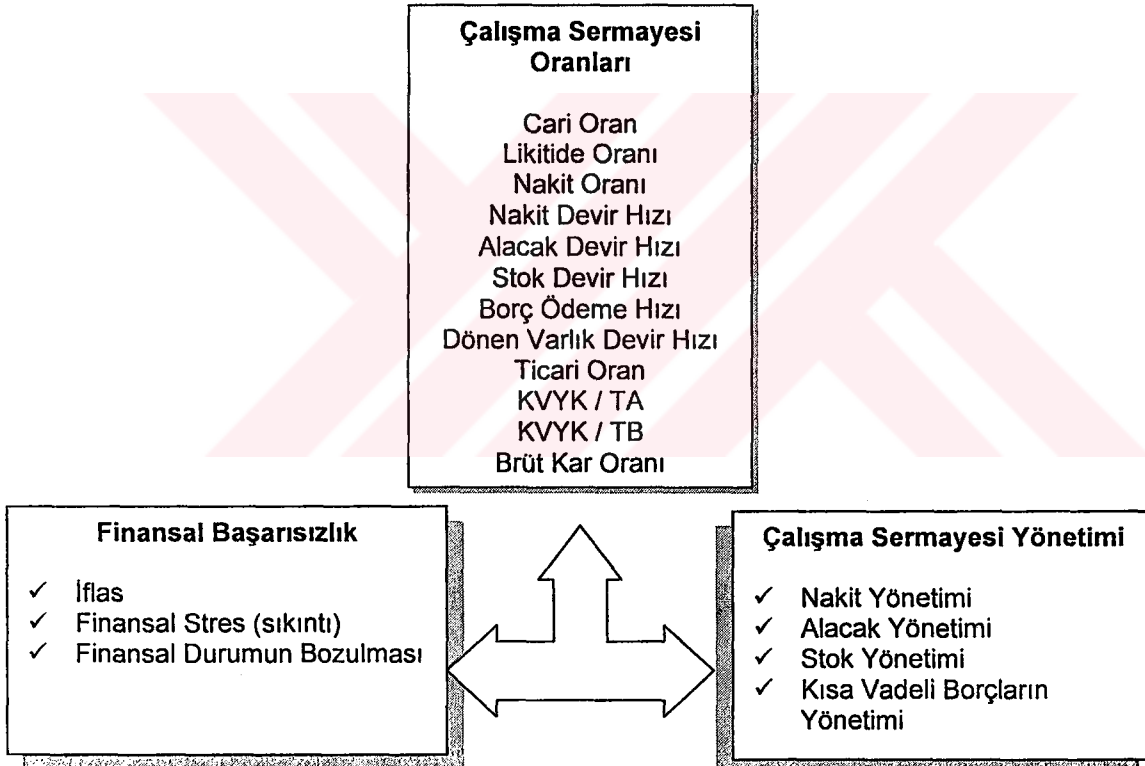 Çalışma Sermayesi
Oranları
Cari Oran
Likitide Oranı
Nakit Oranı
Nakit Devir Hızı
Alacak Devir Hızı
Stok Devir Hızı
Borç Ödeme Hızı
Dönen Varlık Devir Hızı
Ticari Oran
KVYK / TA
KVYK / TB
Brüt Kar Oranı
Finansal Başarısızlık
✓ İflas
✓ Finansal Stres (sıkıntı)
✓ Finansal Durumun Bozulması
Çalışma Sermayesi Yönetimi
✓ Nakit Yönetimi
✓ Alacak Yönetimi
✓ Stok Yönetimi
✓ Kısa Vadeli Borçların
Yönetimi